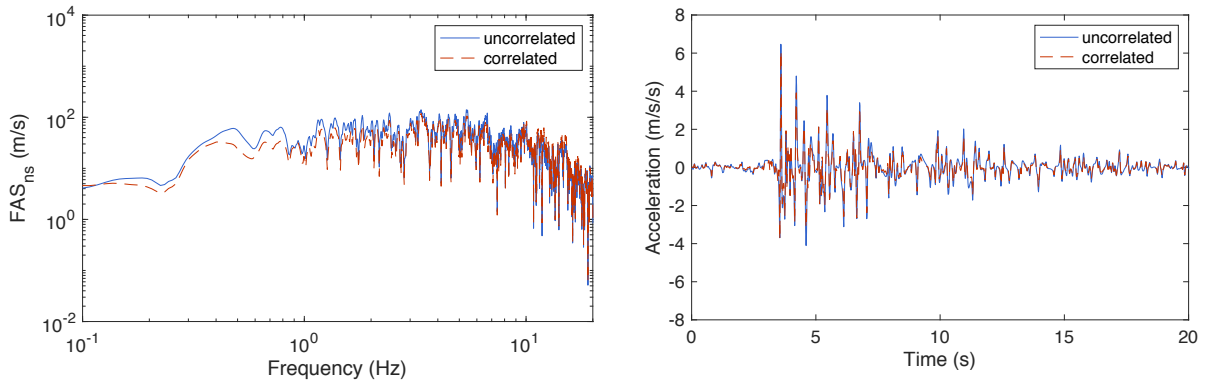 FAS_ns (m/s)
10^4
10^2
10^0
10^-2
uncorrelated
correlated
10^-1
10^0
10^1
Frequency (Hz)
Acceleration (m/s/s)
8
6
4
2
0
-2
-4
-6
-8
uncorrelated
correlated
0
5
10
15
20
Time (s)